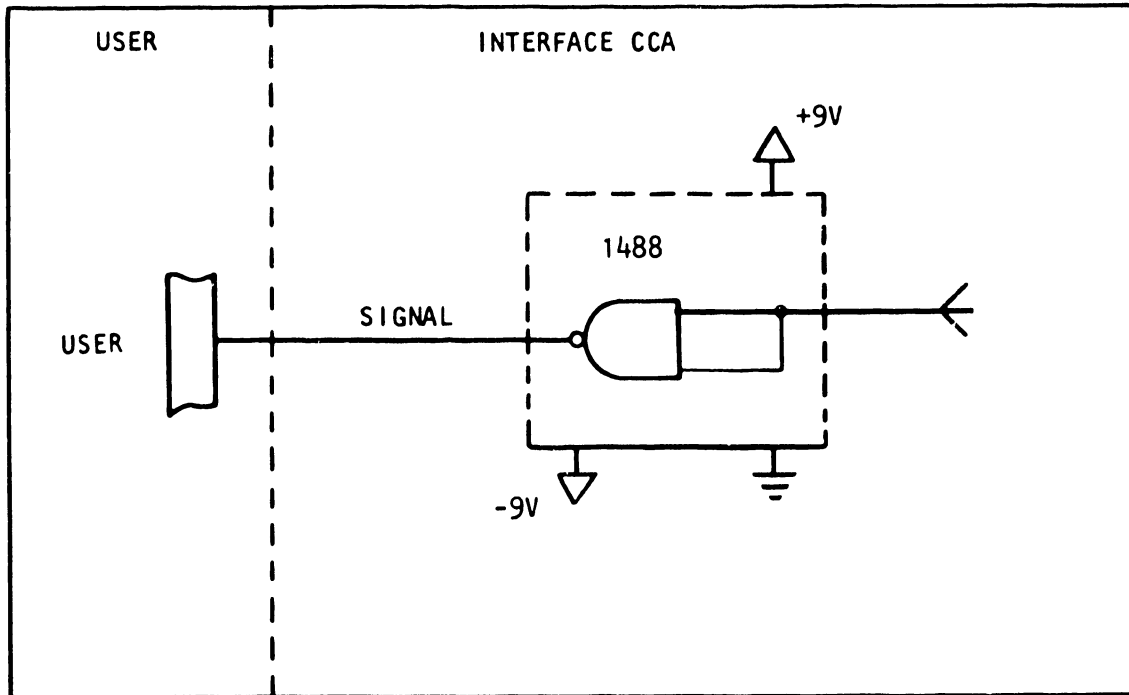 USER
INTERFACE CCA
+9V
1488
SIGNAL
USER
-9V